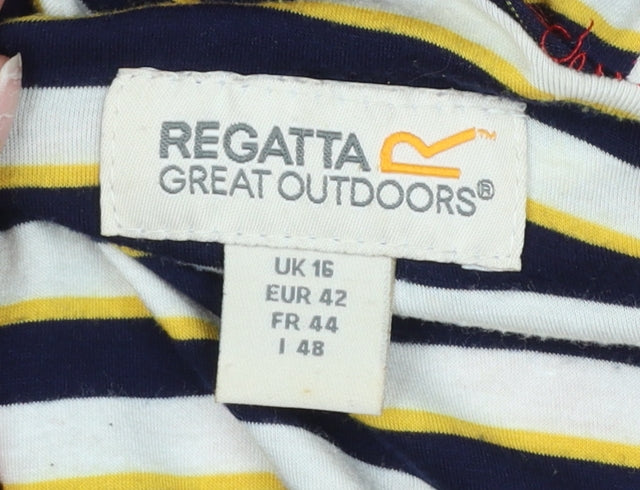 REGATTA
GREAT OUTDOORS®
UK 16
EUR 42
FR 44
I 48